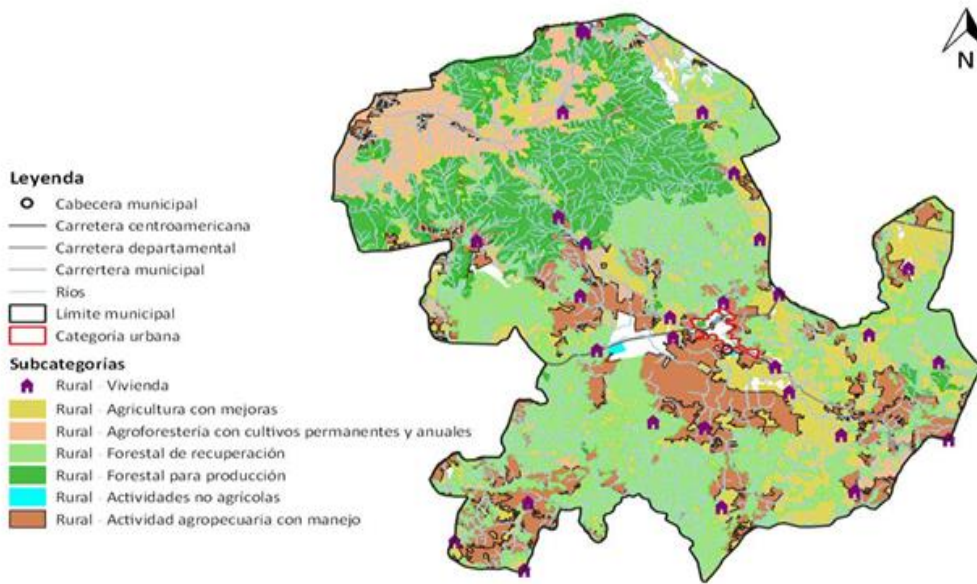 N
Leyenda
Cabecera municipal
Carretera centroamericana
Carretera departamental
Carrertera municipal
Ríos
Límite municipal
Categoría urbana
Subcategorías
Rural - Vivienda
Rural - Agricultura con mejoras
Rural - Agroforestería con cultivos permanentes y anuales
Rural - Forestal de recuperación
Rural - Forestal para producción
Rural - Actividades no agrícolas
Rural - Actividad agropecuaria con manejo